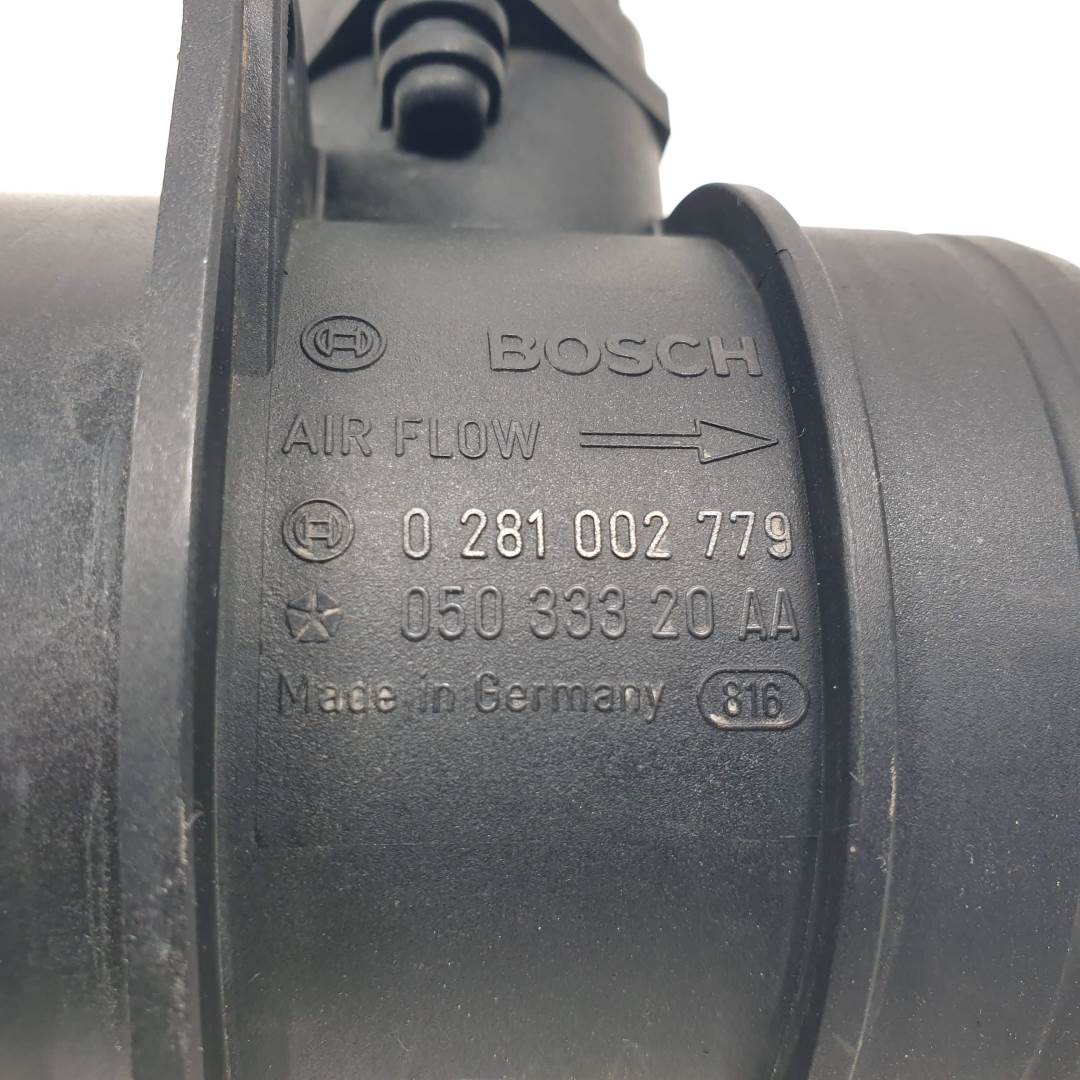 BOSCH
AIR FLOW
0 281 002 779
050 333 20 AA
Made in Germany 816